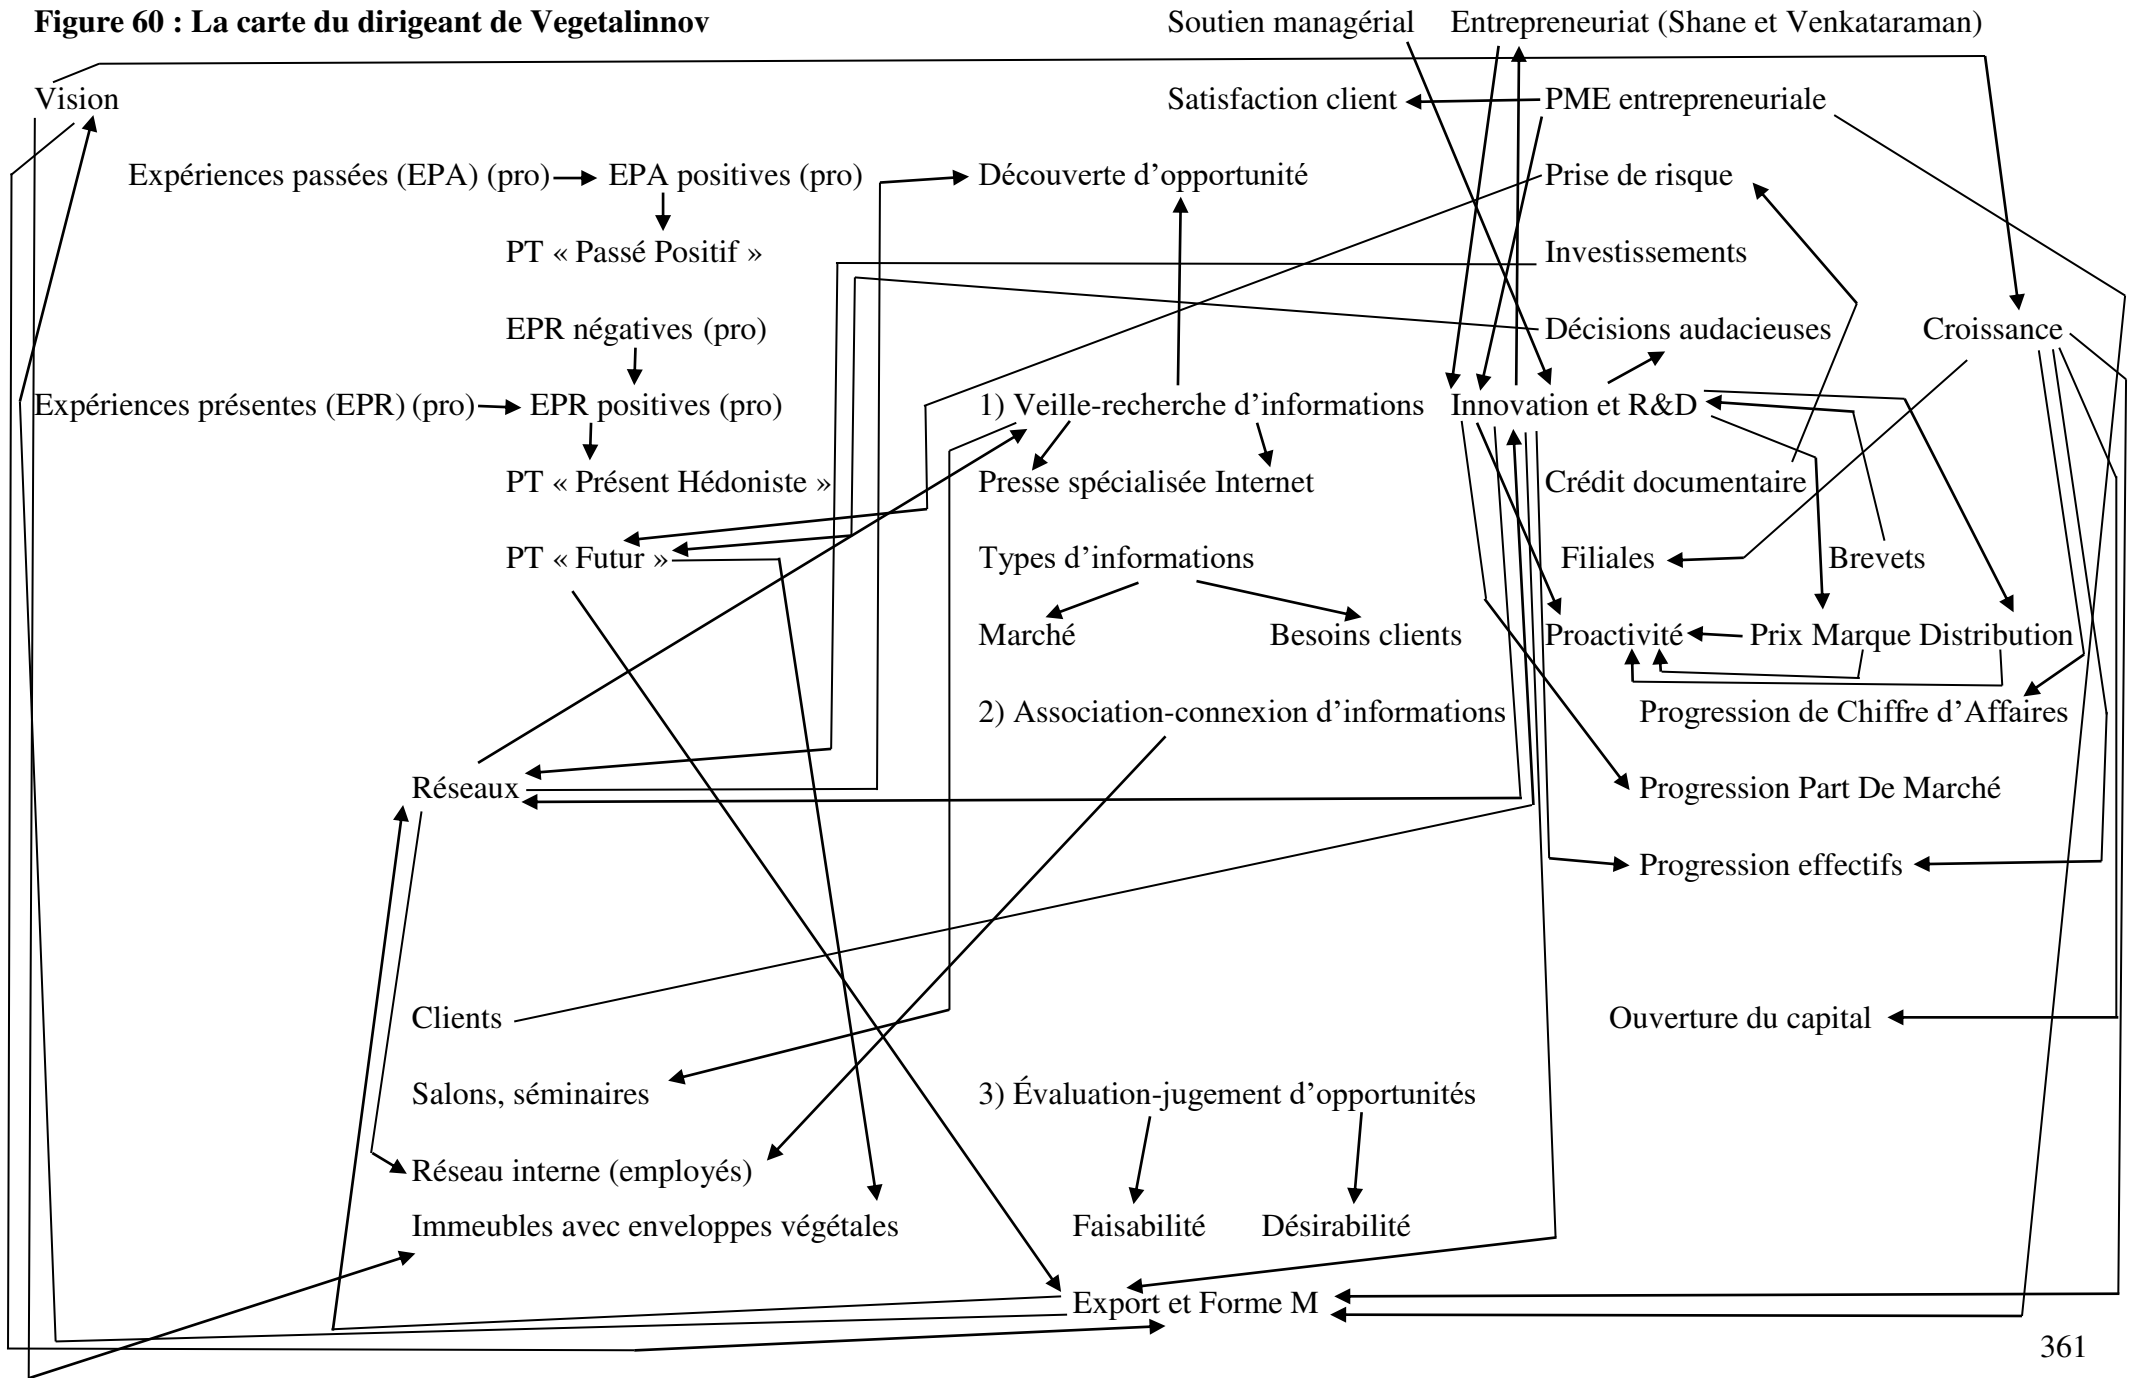 Figure 60 : La carte du dirigeant de Vegetalinnov
Soutien managérial
Entrepreneuriat (Shane et Venkataraman)
Vision
Satisfaction client
PME entrepreneuriale
Expériences passées (EPA) (pro)
EPA positives (pro)
Découverte d’opportunité
Prise de risque
PT « Passé Positif »
Investissements
EPR négatives (pro)
Décisions audacieuses
Croissance
Expériences présentes (EPR) (pro)
EPR positives (pro)
1) Veille-recherche d’informations
Innovation et R&D
PT « Présent Hédoniste »
Presse spécialisée Internet
Crédit documentaire
PT « Futur »
Types d’informations
Filiales
Brevets
Marché
Besoins clients
Proactivité
Prix Marque Distribution
2) Association-connexion d’informations
Progression de Chiffre d’Affaires
Réseaux
Progression Part De Marché
Progression effectifs
Clients
Ouverture du capital
Salons, séminaires
3) Évaluation-jugement d’opportunités
Réseau interne (employés)
Immeubles avec enveloppes végétales
Faisabilité
Désirabilité
Export et Forme M
361